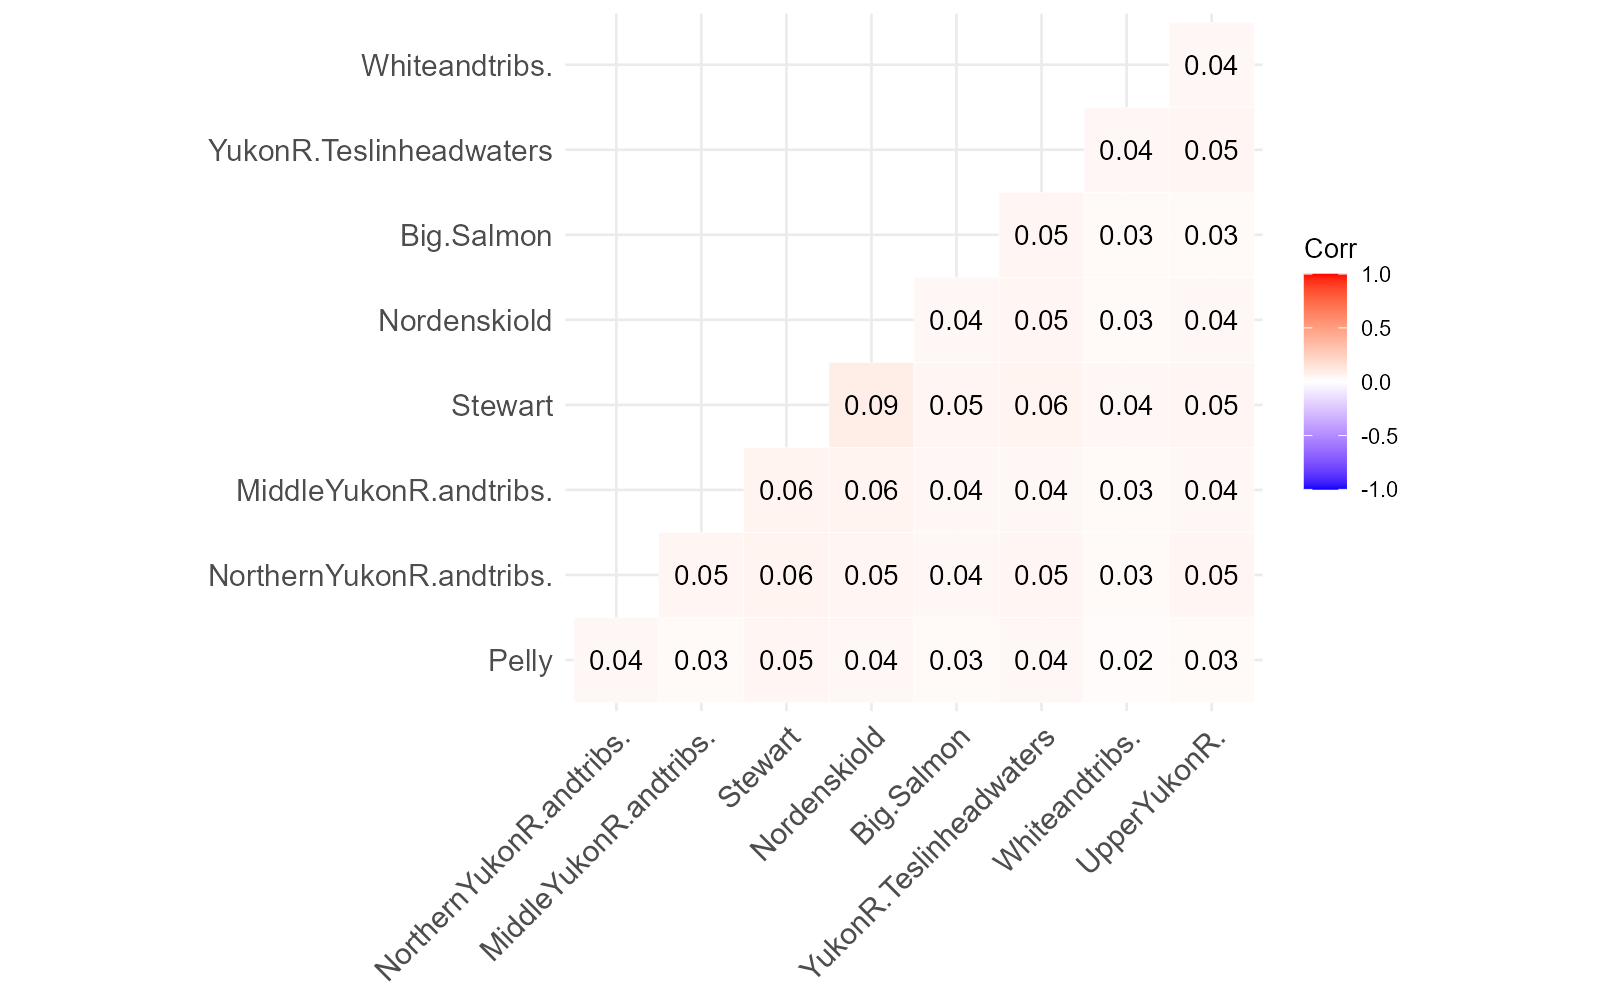 Whiteandtribs. 0.04
YukonR.Teslinheadwaters 0.04 0.05
Big.Salmon 0.05 0.03 0.03
Nordenskiold 0.04 0.05 0.03 0.04
Stewart 0.09 0.05 0.06 0.04 0.05
MiddleYukonR.andtribs. 0.06 0.06 0.04 0.04 0.03 0.04
NorthernYukonR.andtribs. 0.05 0.06 0.05 0.04 0.05 0.03 0.05
Pelly 0.04 0.03 0.05 0.04 0.03 0.04 0.02 0.03
NorthernYukonR.andtribs.
MiddleYukonR.andtribs.
Stewart
Nordenskiold
Big.Salmon
YukonR.Teslinheadwaters
Whiteandtribs.
UpperYukonR.
Corr
1.0
0.5
0.0
-0.5
-1.0